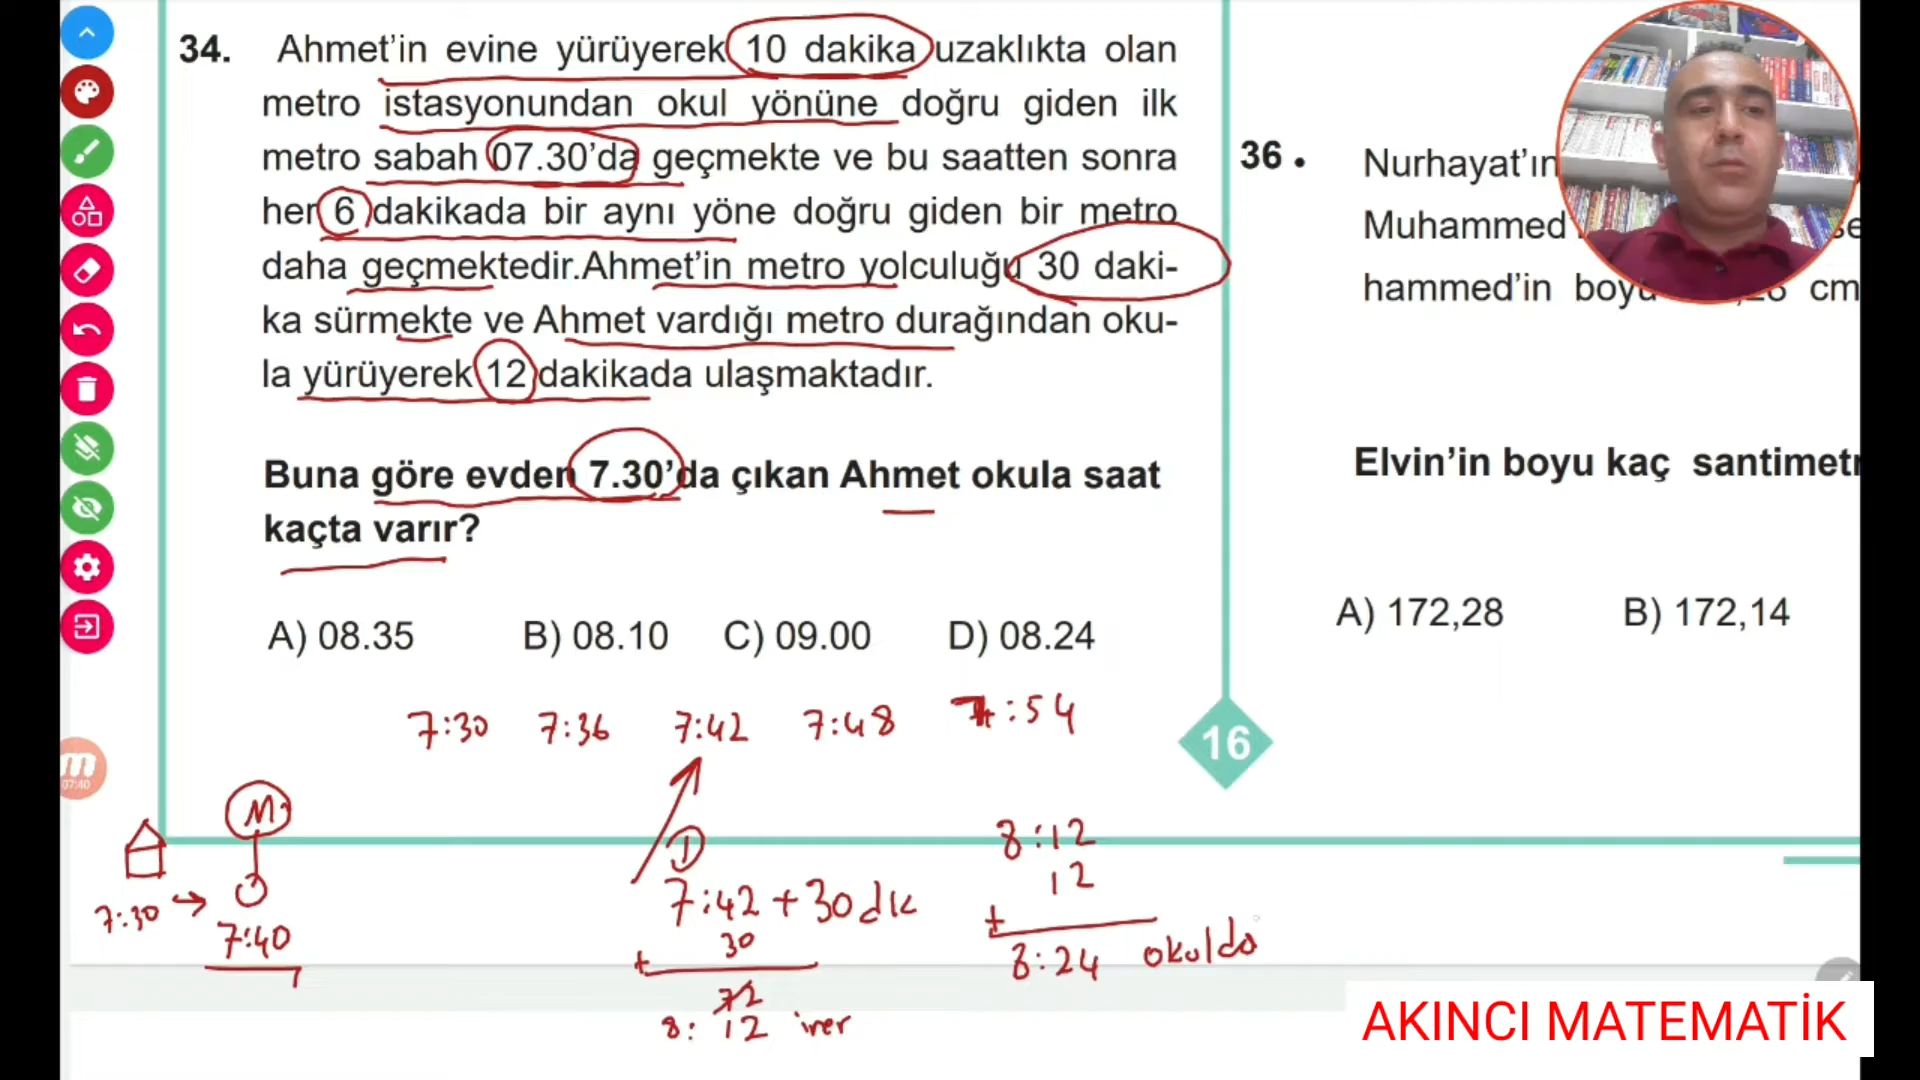 34. Ahmet’in evine yürüyerek 10 dakika uzaklıkta olan
metro istasyonundan okul yönüne doğru giden ilk
metro sabah 07.30’da geçmekte ve bu saatten sonra
her 6 dakikada bir aynı yöne doğru giden bir metro
daha geçmektedir.Ahmet’in metro yolculuğu 30 daki-
ka sürmekte ve Ahmet vardığı metro durağından oku-
la yürüyerek 12 dakikada ulaşmaktadır.
Buna göre evden 7.30’da çıkan Ahmet okula saat
kaçta varır?
A) 08.35 B) 08.10 C) 09.00 D) 08.24
7:30 7:36 7:42 7:48 7:54
M
7:30 → 7:40
7:42 + 30 dk
+ 30
72
8: 12 iner
8:12
+ 12
8:24 okulda
16
36. Nurhayat’ın
Muhammed
hammed’in boyu cm
Elvin’in boyu kaç santimetr
A) 172,28 B) 172,14
m
07:40
AKINCI MATEMATİK